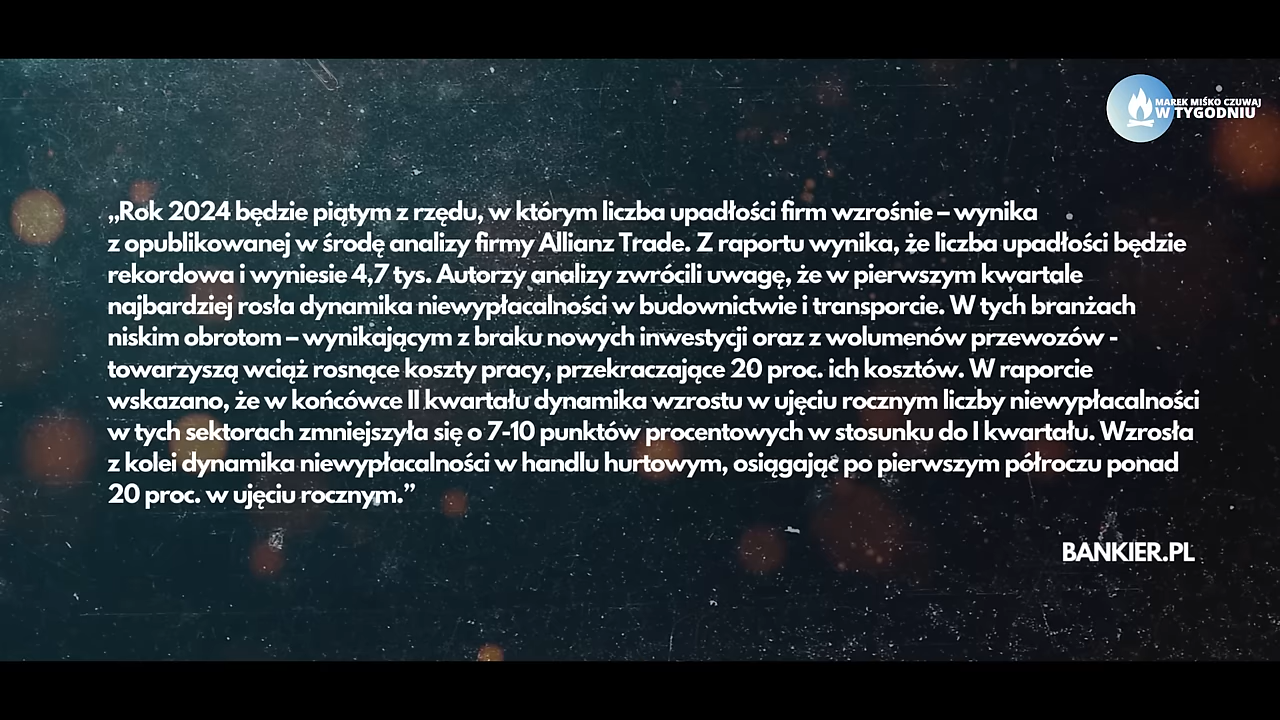 MAREK MIŚKO CZUWAJ
W TYGODNIU
„Rok 2024 będzie piątym z rzędu, w którym liczba upadłości firm wzrośnie – wynika
z opublikowanej w środę analizy firmy Allianz Trade. Z raportu wynika, że liczba upadłości będzie
rekordowa i wyniesie 4,7 tys. Autorzy analizy zwrócili uwagę, że w pierwszym kwartale
najbardziej rosła dynamika niewypłacalności w budownictwie i transporcie. W tych branżach
niskim obrotom – wynikającym z braku nowych inwestycji oraz z wolumenów przewozów -
towarzyszą wciąż rosnące koszty pracy, przekraczające 20 proc. ich kosztów. W raporcie
wskazano, że w końcówce II kwartału dynamika wzrostu w ujęciu rocznym liczby niewypłacalności
w tych sektorach zmniejszyła się o 7-10 punktów procentowych w stosunku do I kwartału. Wzrosła
z kolei dynamika niewypłacalności w handlu hurtowym, osiągając po pierwszym półroczu ponad
20 proc. w ujęciu rocznym.”
BANKIER.PL